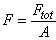 F = F_tot / A